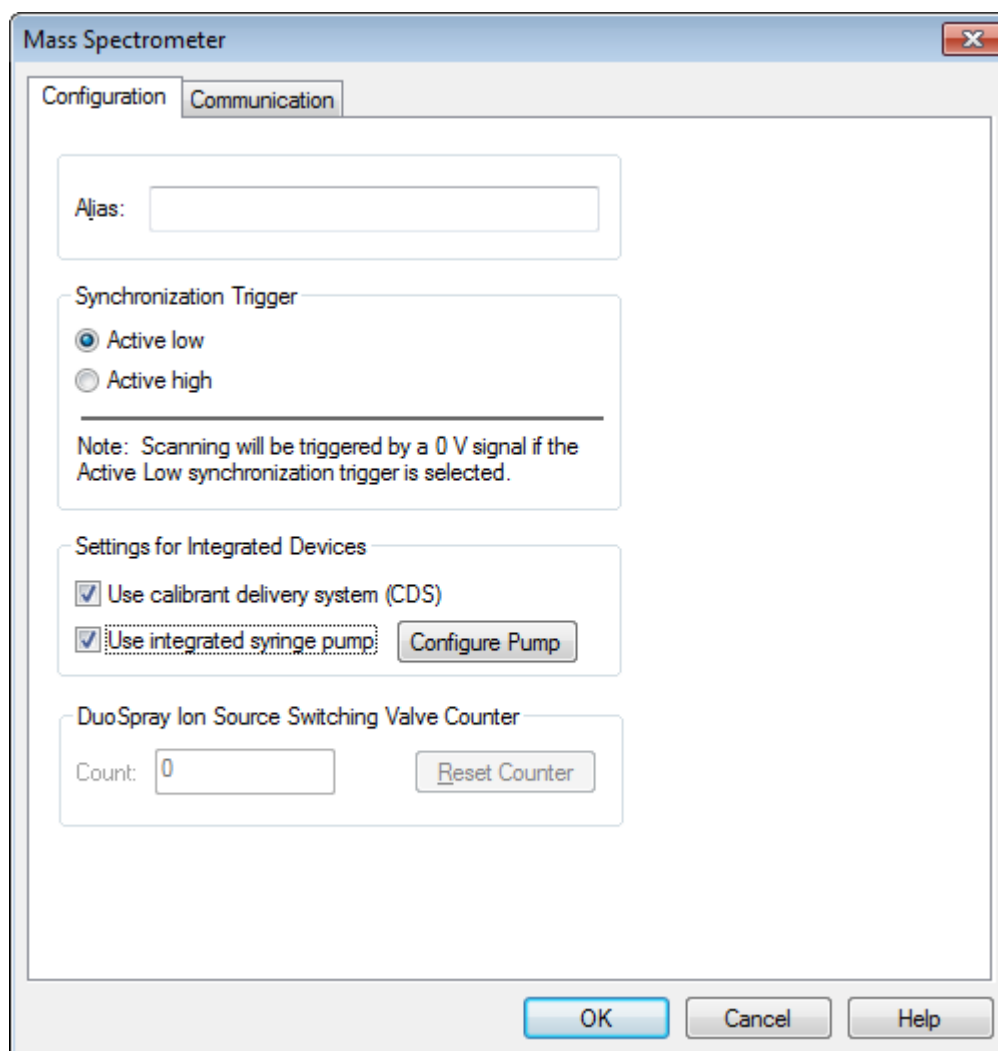 Mass Spectrometer
Configuration
Communication
Alias:
Synchronization Trigger
Active low
Active high
Note: Scanning will be triggered by a 0 V signal if the
Active Low synchronization trigger is selected.
Settings for Integrated Devices
Use calibrant delivery system (CDS)
Use integrated syringe pump
Configure Pump
DuoSpray Ion Source Switching Valve Counter
Count: 0
Reset Counter
OK
Cancel
Help